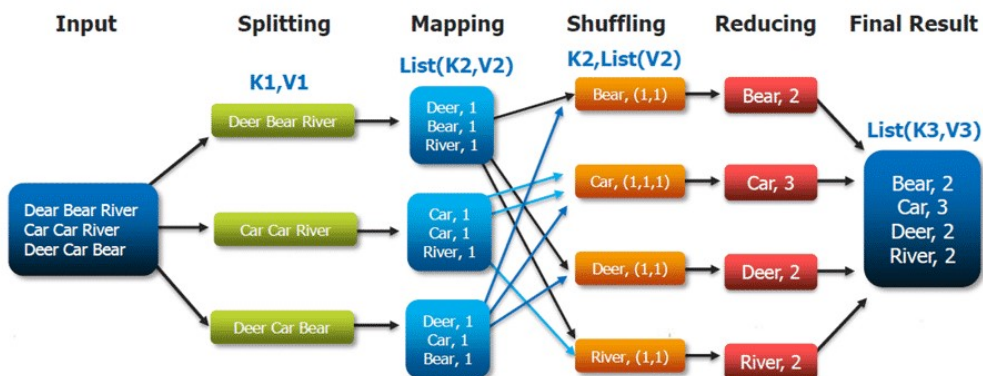 Input
Splitting
Mapping
Shuffling
Reducing
Final Result
K1,V1
List(K2,V2)
K2,List(V2)
List(K3,V3)
Dear Bear River
Car Car River
Deer Car Bear
Deer Bear River
Car Car River
Deer Car Bear
Deer, 1
Bear, 1
River, 1
Car, 1
Car, 1
River, 1
Deer, 1
Car, 1
Bear, 1
Bear, (1,1)
Car, (1,1,1)
Deer, (1,1)
River, (1,1)
Bear, 2
Car, 3
Deer, 2
River, 2
Bear, 2
Car, 3
Deer, 2
River, 2